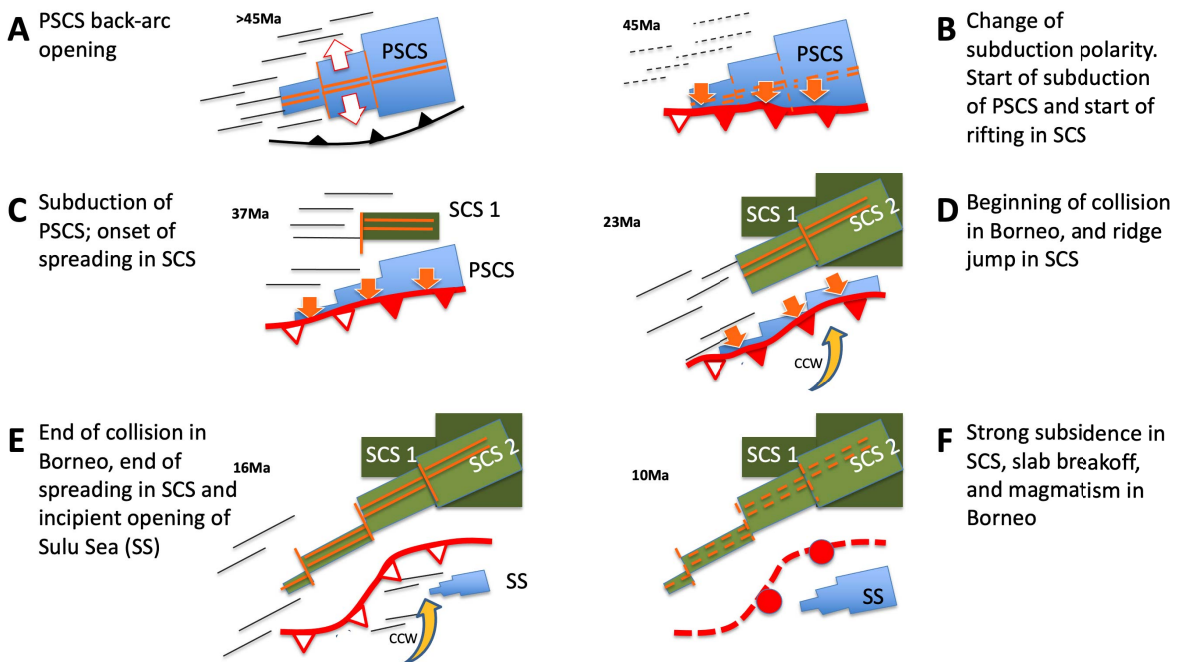 A
PSCS back-arc
opening
>45Ma
PSCS
45Ma
PSCS
B
Change of
subduction polarity.
Start of subduction
of PSCS and start of
rifting in SCS
C
Subduction of
PSCS; onset of
spreading in SCS
37Ma
SCS 1
PSCS
23Ma
SCS 1
SCS 2
CCW
D
Beginning of collision
in Borneo, and ridge
jump in SCS
E
End of collision in
Borneo, end of
spreading in SCS and
incipient opening of
Sulu Sea (SS)
16Ma
SCS 1
SCS 2
SS
CCW
10Ma
SCS 1
SCS 2
SS
F
Strong subsidence in
SCS, slab breakoff,
and magmatism in
Borneo